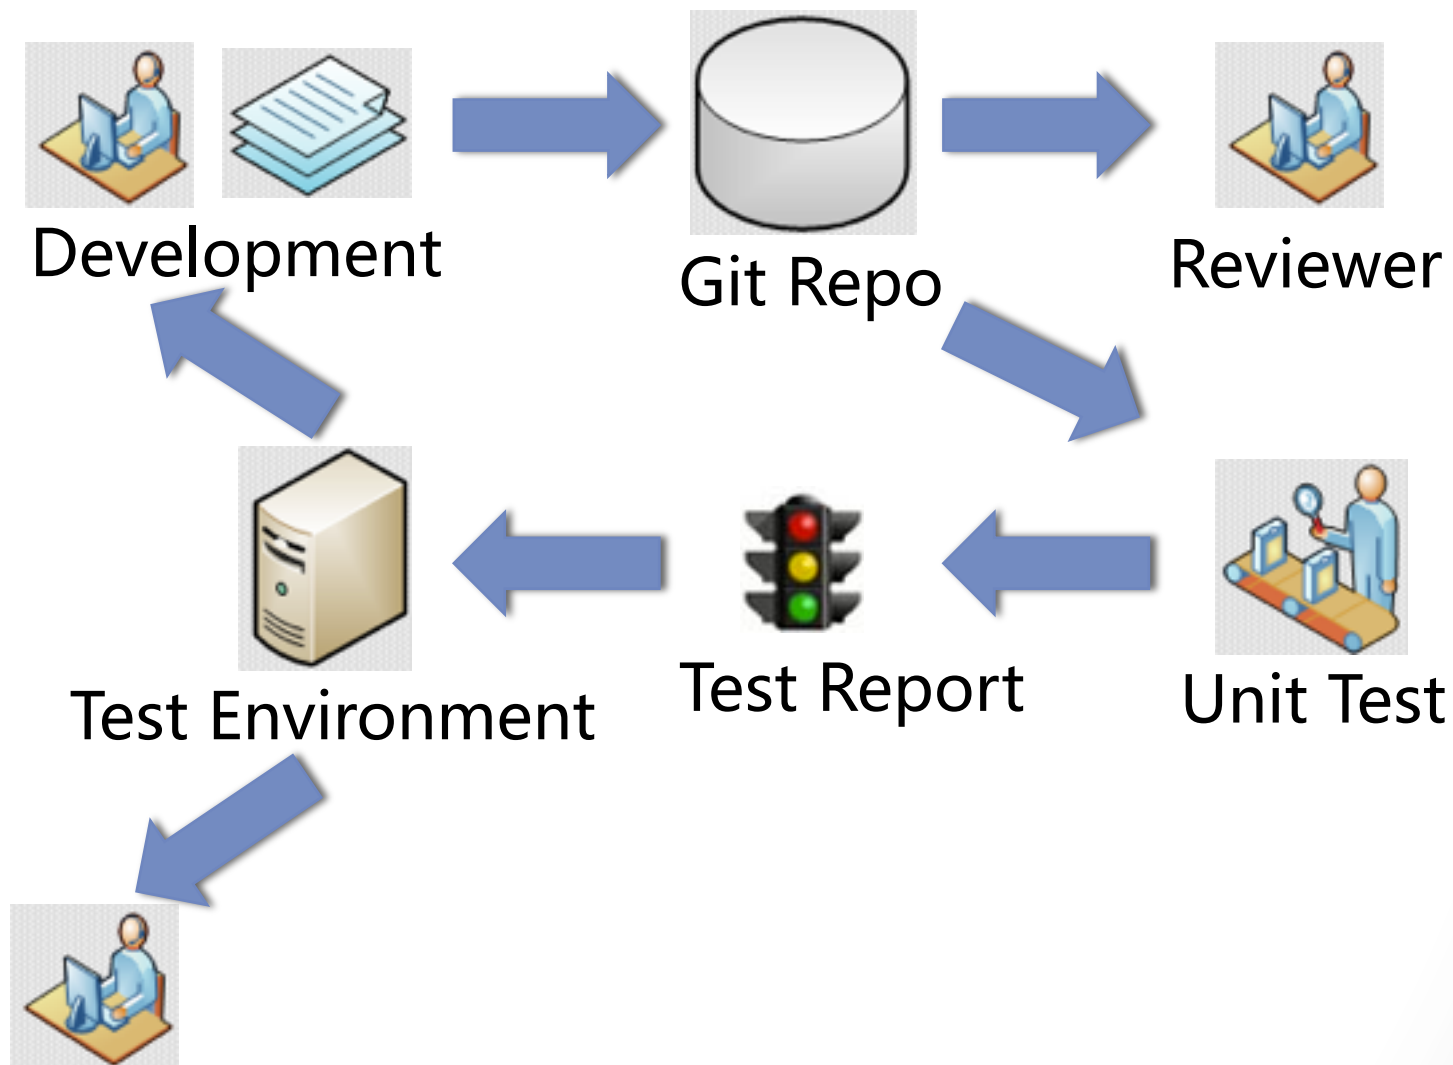 Development
Git Repo
Reviewer
Test Environment
Test Report
Unit Test